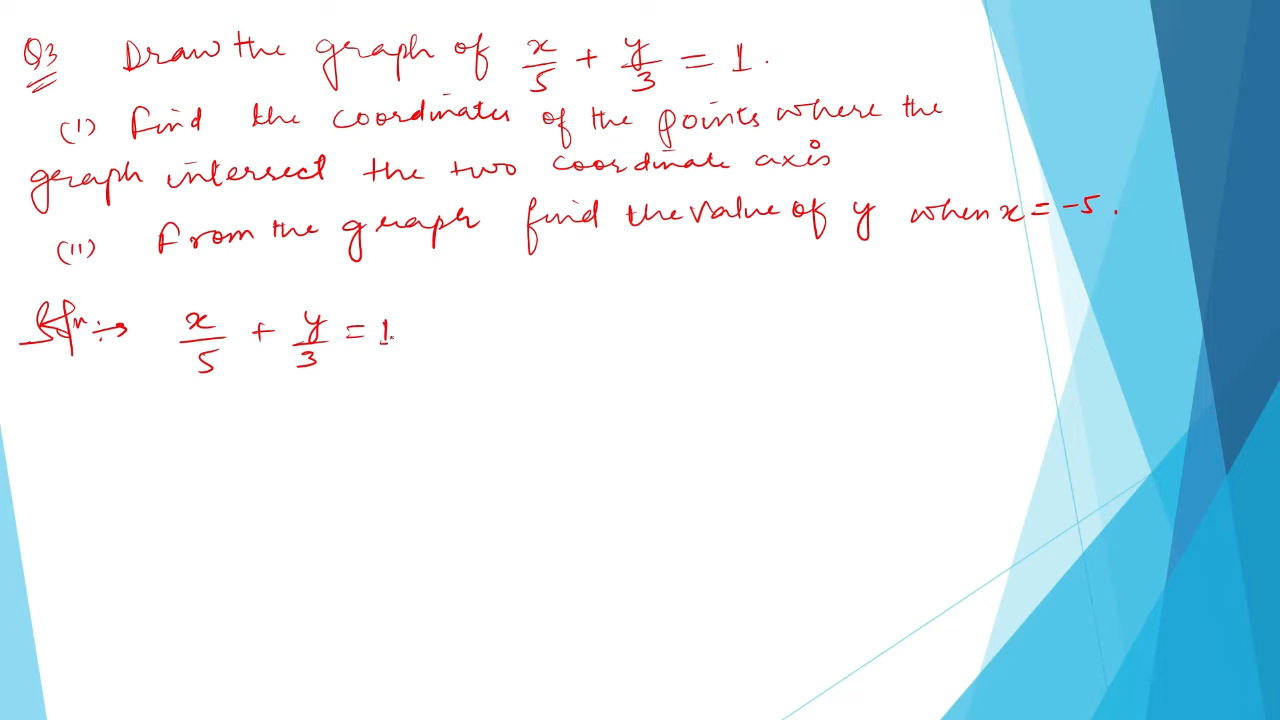 Q3 Draw the graph of x/5 + y/3 = 1.
(i) Find the coordinates of the points where the
graph intersect the two coordinate axis
(ii) From the graph find the value of y when x = -5.
Solⁿ :→ x/5 + y/3 = 1